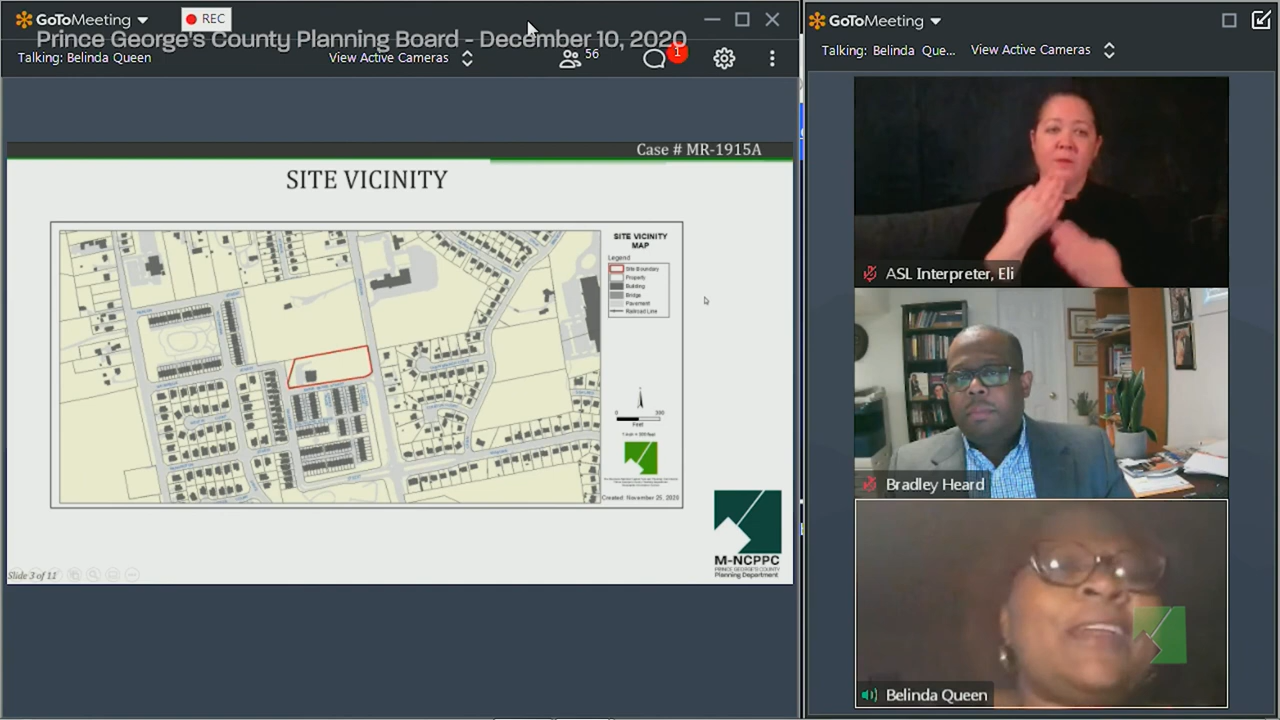 GoToMeeting
REC
Prince George's County Planning Board - December 10, 2020
Talking: Belinda Queen
View Active Cameras
56
1
Case # MR-1915A
SITE VICINITY
SITE VICINITY
MAP
Legend
Site Boundary
Property
Building
Bridge
Pavement
Railroad Line
Feet
Created: November 25, 2020
M-NCPPC
PRINCE GEORGE'S COUNTY
Planning Department
Slide 3 of 11
GoToMeeting
Talking: Belinda Que...
View Active Cameras
ASL Interpreter, Eli
Bradley Heard
Belinda Queen